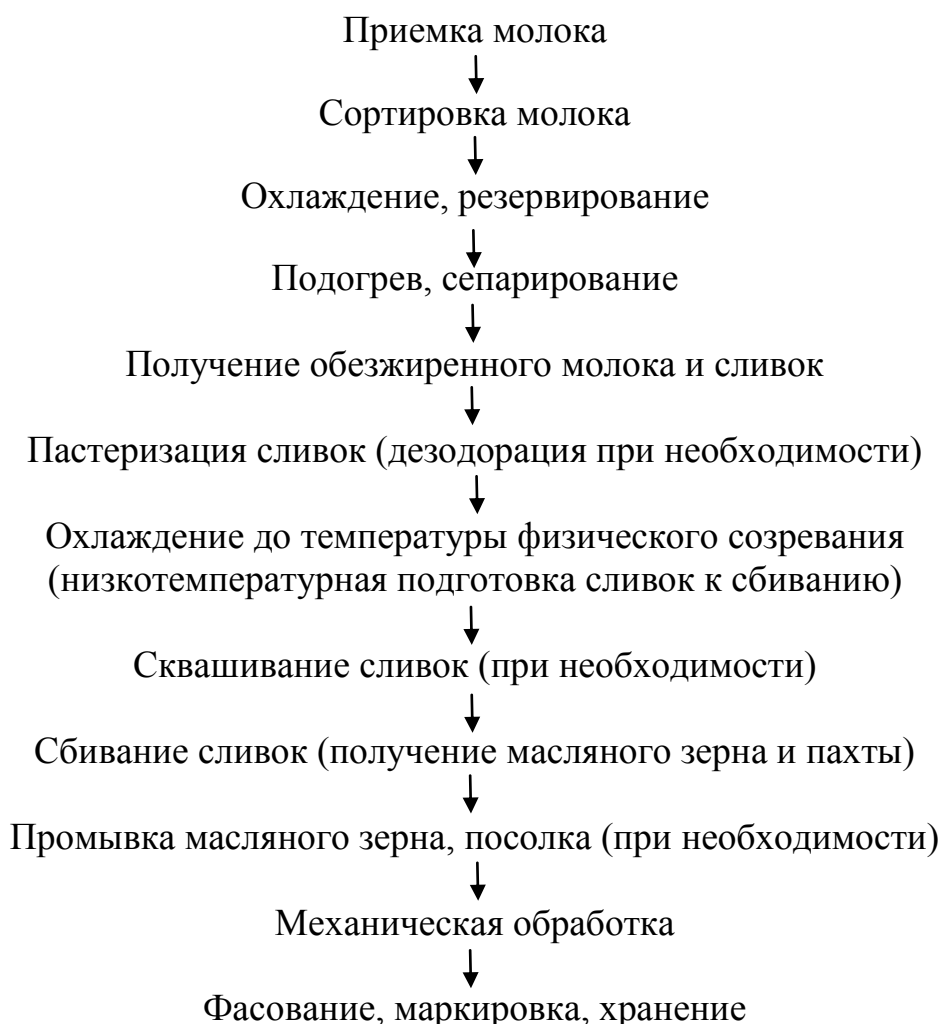 Приемка молока
Сортировка молока
Охлаждение, резервирование
Подогрев, сепарирование
Получение обезжиренного молока и сливок
Пастеризация сливок (дезодорация при необходимости)
Охлаждение до температуры физического созревания
(низкотемпературная подготовка сливок к сбиванию)
Сквашивание сливок (при необходимости)
Сбивание сливок (получение масляного зерна и пахты)
Промывка масляного зерна, посолка (при необходимости)
Механическая обработка
Фасование, маркировка, хранение